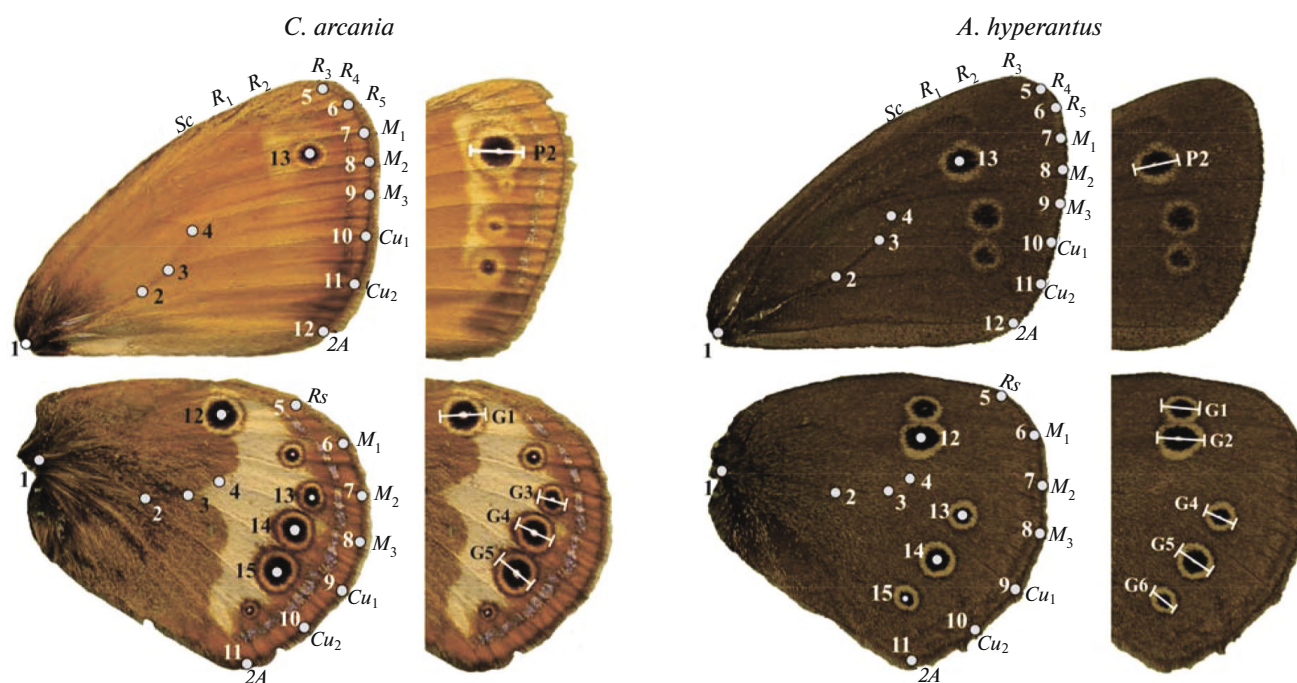 C. arcania
A. hyperantus
Sc R1 R2 R3 R4 R5 M1 M2 M3 Cu1 Cu2 2A
1 2 3 4 5 6 7 8 9 10 11 12 13
P2
Sc R1 R2 R3 R4 R5 M1 M2 M3 Cu1 Cu2 2A
1 2 3 4 5 6 7 8 9 10 11 12 13
P2
Rs M1 M2 M3 Cu1 Cu2 2A
1 2 3 4 5 6 7 8 9 10 11 12 13 14 15
G1
G3
G4
G5
Rs M1 M2 M3 Cu1 Cu2 2A
1 2 3 4 5 6 7 8 9 10 11 12 13 14 15
G1
G2
G4
G5
G6